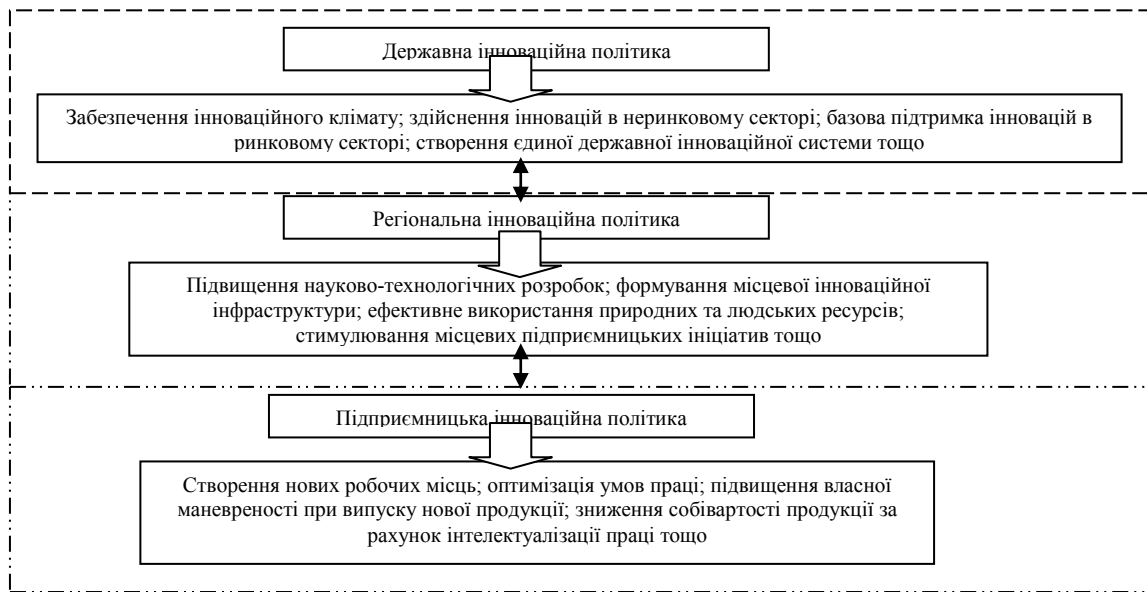 Державна інноваційна політика
Забезпечення інноваційного клімату; здійснення інновацій в неринковому секторі; базова підтримка інновацій в
ринковому секторі; створення єдиної державної інноваційної системи тощо
Регіональна інноваційна політика
Підвищення науково-технологічних розробок; формування місцевої інноваційної
інфраструктури; ефективне використання природних та людських ресурсів;
стимулювання місцевих підприємницьких ініціатив тощо
Підприємницька інноваційна політика
Створення нових робочих місць; оптимізація умов праці; підвищення власної
маневреності при випуску нової продукції; зниження собівартості продукції за
рахунок інтелектуалізації праці тощо